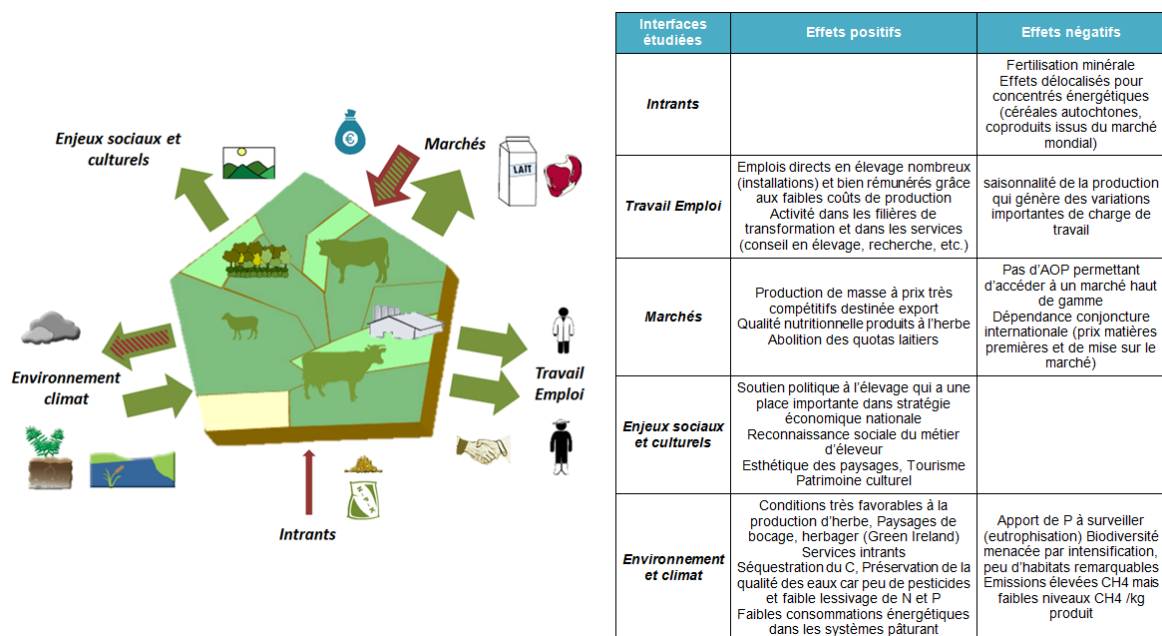 Enjeux sociaux et
culturels
€
Marchés
LAIT
Environnement
climat
Travail
Emploi
Intrants
Interfaces
étudiées
Effets positifs
Effets négatifs
Intrants
Fertilisation minérale
Effets délocalisés pour
concentrés énergétiques
(céréales autochtones,
coproduits issus du marché
mondial)
Travail Emploi
Emplois directs en élevage nombreux
(installations) et bien rémunérés grâce
aux faibles coûts de production
Activité dans les filières de
transformation et dans les services
(conseil en élevage, recherche, etc.)
saisonnalité de la production
qui génère des variations
importantes de charge de
travail
Marchés
Production de masse à prix très
compétitifs destinée export
Qualité nutritionnelle produits à l'herbe
Abolition des quotas laitiers
Pas d'AOP permettant
d'accéder à un marché haut
de gamme
Dépendance conjoncture
internationale (prix matières
premières et de mise sur le
marché)
Enjeux sociaux
et culturels
Soutien politique à l'élevage qui a une
place importante dans stratégie
économique nationale
Reconnaissance sociale du métier
d'éleveur
Esthétique des paysages, Tourisme
Patrimoine culturel
Environnement
et climat
Conditions très favorables à la
production d'herbe, Paysages de
bocage, herbager (Green Ireland)
Services intrants
Séquestration du C, Préservation de la
qualité des eaux car peu de pesticides
et faible lessivage de N et P
Faibles consommations énergétiques
dans les systèmes pâturant
Apport de P à surveiller
(eutrophisation) Biodiversité
menacée par intensification,
peu d'habitats remarquables
Emissions élevées CH4 mais
faibles niveaux CH4 /kg
produit